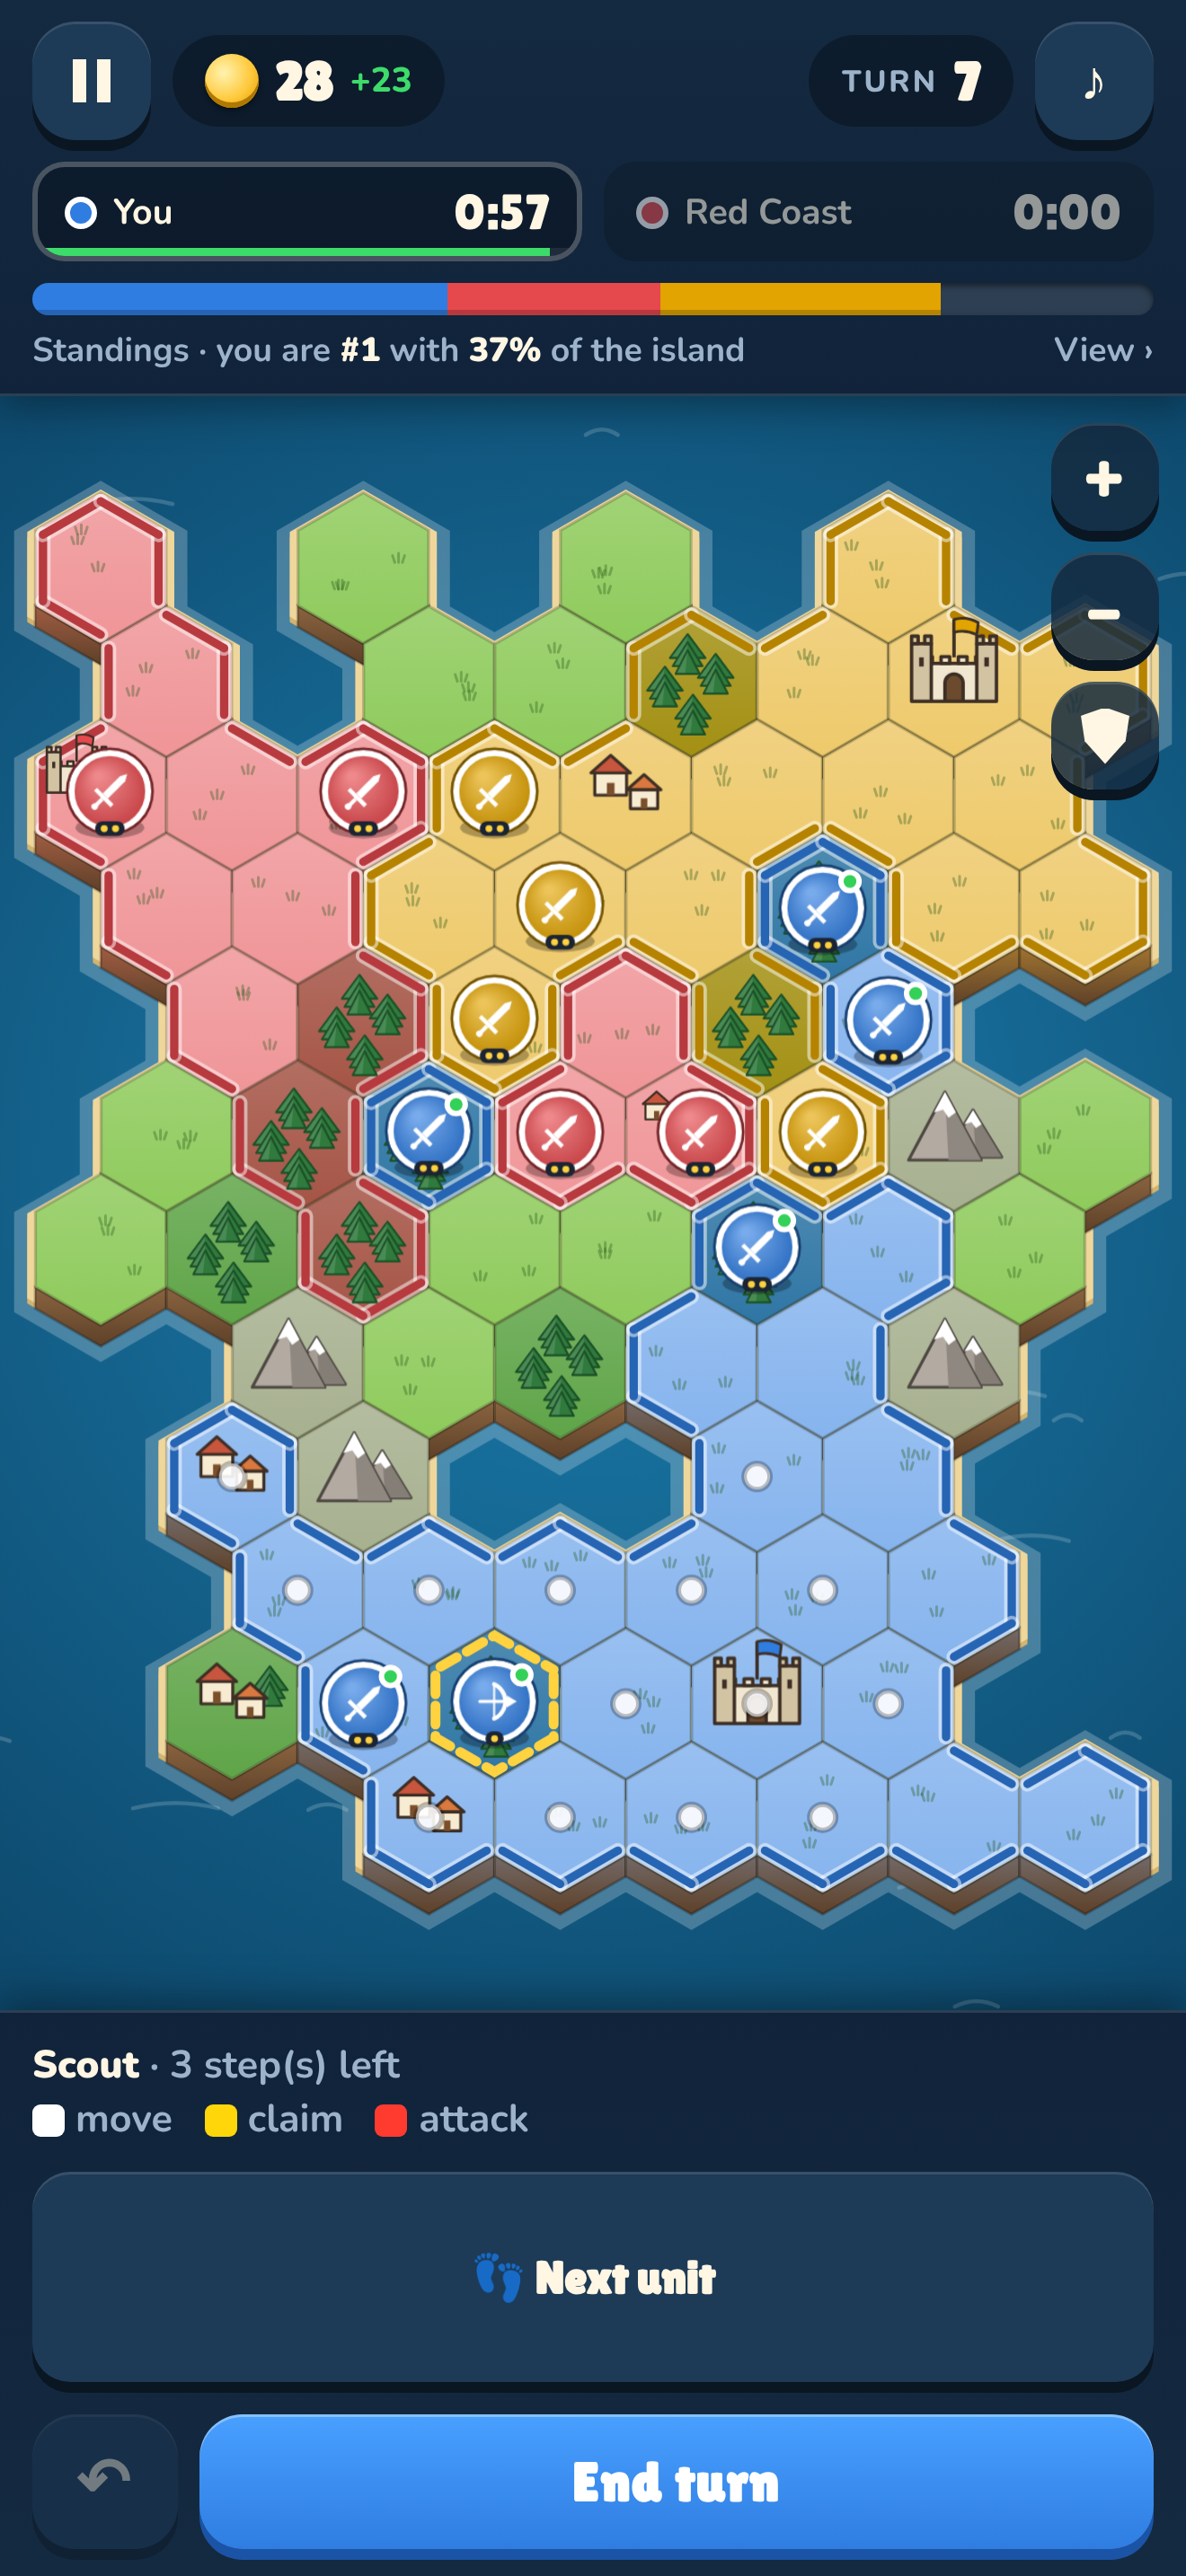 28 +23
TURN 7
You 0:57
Red Coast 0:00
Standings · you are #1 with 37% of the island
View ›
Scout · 3 step(s) left
move claim attack
Next unit
End turn